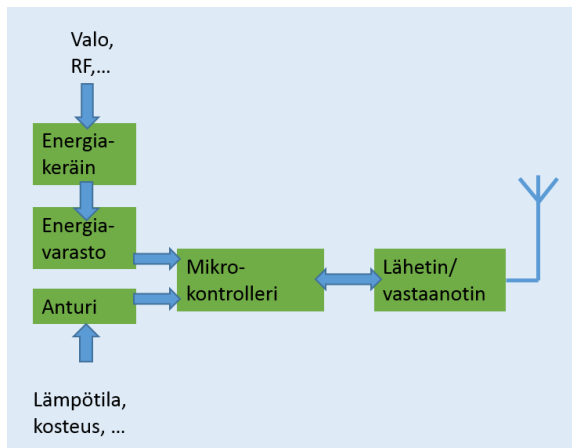 Valo,
RF,...
Energia-
keräin
Energia-
varasto
Mikro-
kontrolleri
Lähetin/
vastaanotin
Anturi
Lämpötila,
kosteus, ...